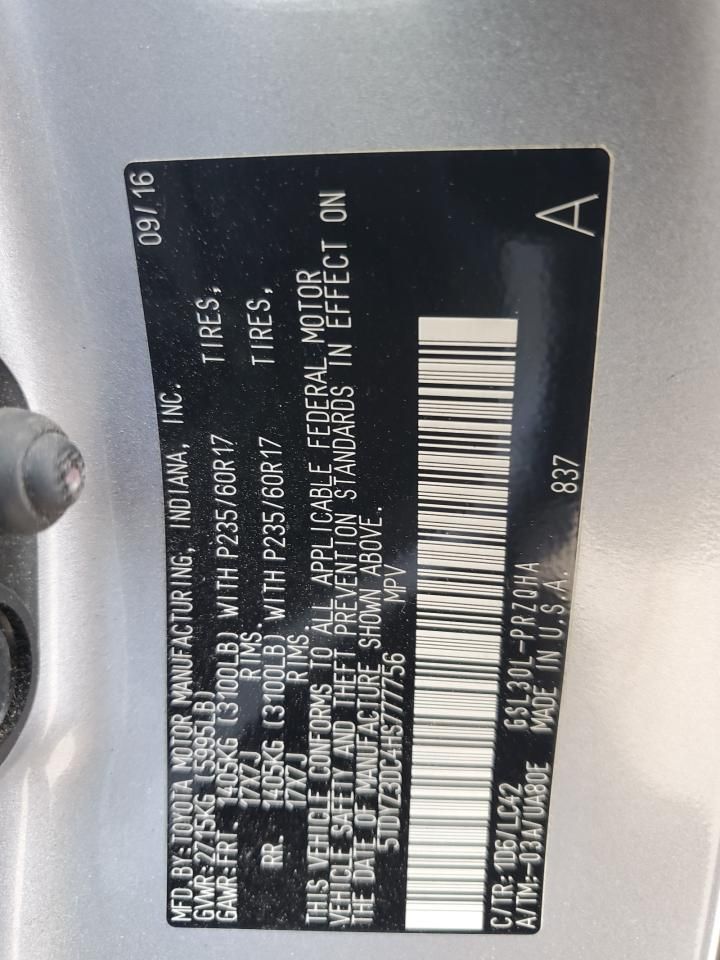 MFD BY:TOYOTA MOTOR MANUFACTURING, INDIANA, INC. 09/16
GVWR:2715KG (5995LB)
GAWR:FRT. 1405KG (3100LB) WITH P235/60R17 TIRES,
17X7J RIMS.
RR. 1405KG (3100LB) WITH P235/60R17 TIRES,
17X7J RIMS
THIS VEHICLE CONFORMS TO ALL APPLICABLE FEDERAL MOTOR
VEHICLE SAFETY AND THEFT PREVENTION STANDARDS IN EFFECT ON
THE DATE OF MANUFACTURE SHOWN ABOVE.
5TDYZ3DC4HS777756 MPV
C/TR:1D6/LC42 GSL30L-PRZQHA
A/TM:-03A/UA80E MADE IN U.S.A. 837 A